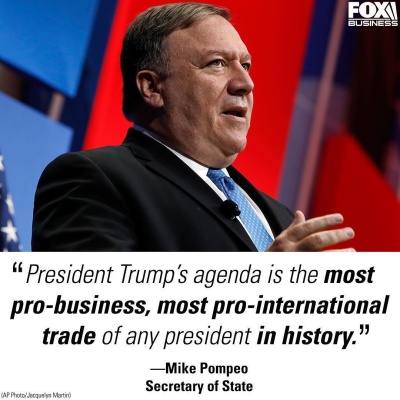 FOX
BUSINESS
“President Trump’s agenda is the most
pro-business, most pro-international
trade of any president in history.”
—Mike Pompeo
Secretary of State
(AP Photo/Jacquelyn Martin)